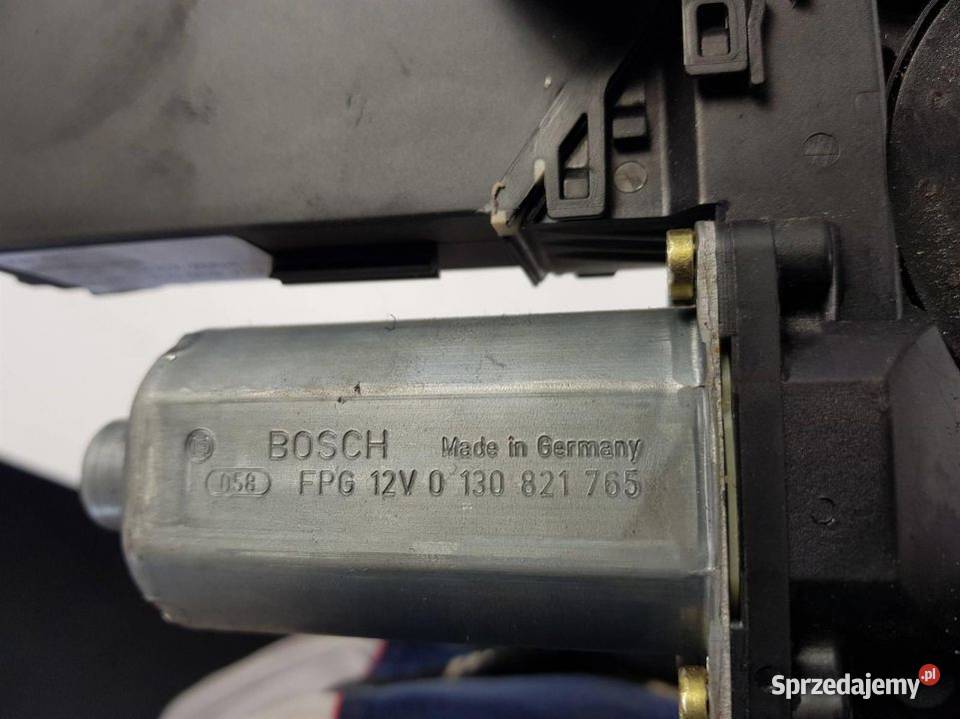 BOSCH Made in Germany
058 FPG 12V 0 130 821 765
Sprzedajemy.pl